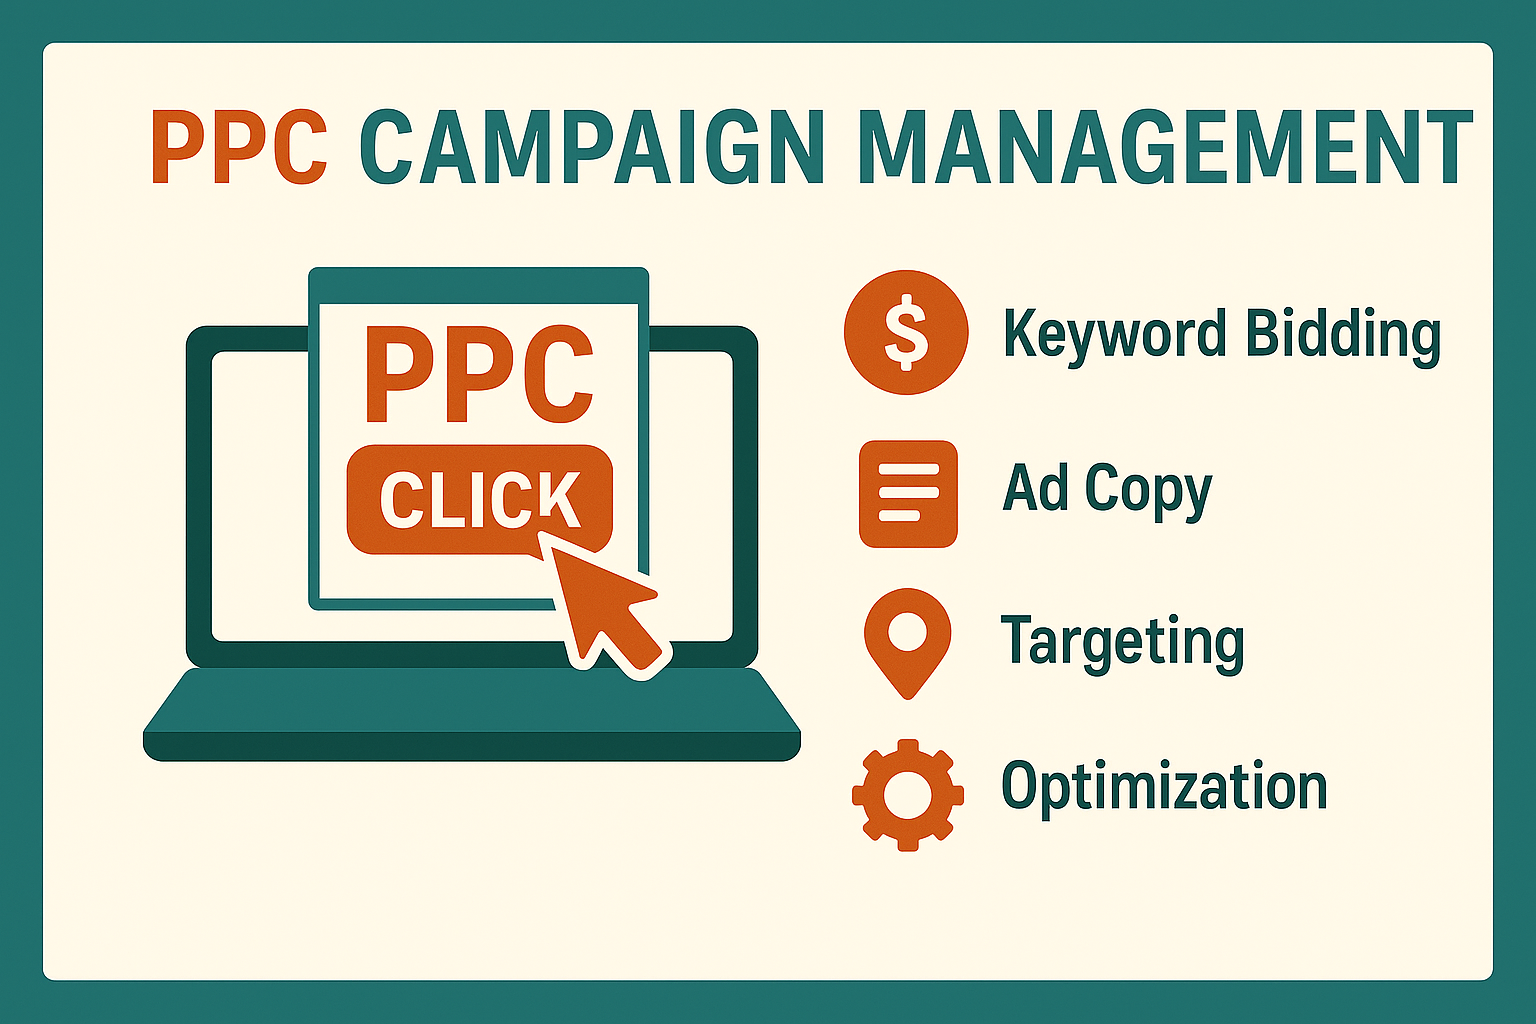 PPC CAMPAIGN MANAGEMENT
PPC
CLICK
$
Keyword Bidding
Ad Copy
Targeting
Optimization